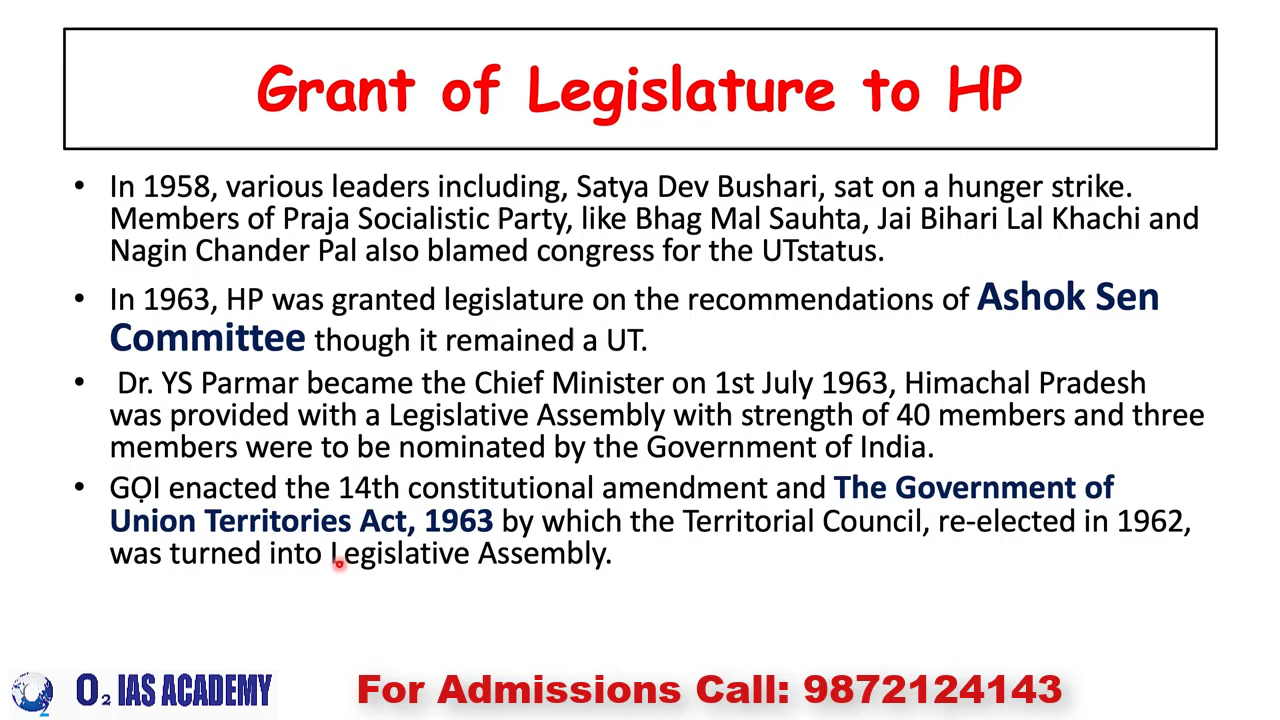 Grant of Legislature to HP
• In 1958, various leaders including, Satya Dev Bushari, sat on a hunger strike.
Members of Praja Socialistic Party, like Bhag Mal Sauhta, Jai Bihari Lal Khachi and
Nagin Chander Pal also blamed congress for the UTstatus.
• In 1963, HP was granted legislature on the recommendations of Ashok Sen
Committee though it remained a UT.
• Dr. YS Parmar became the Chief Minister on 1st July 1963, Himachal Pradesh
was provided with a Legislative Assembly with strength of 40 members and three
members were to be nominated by the Government of India.
• GOI enacted the 14th constitutional amendment and The Government of
Union Territories Act, 1963 by which the Territorial Council, re-elected in 1962,
was turned into Legislative Assembly.
O2 IAS ACADEMY
For Admissions Call: 9872124143